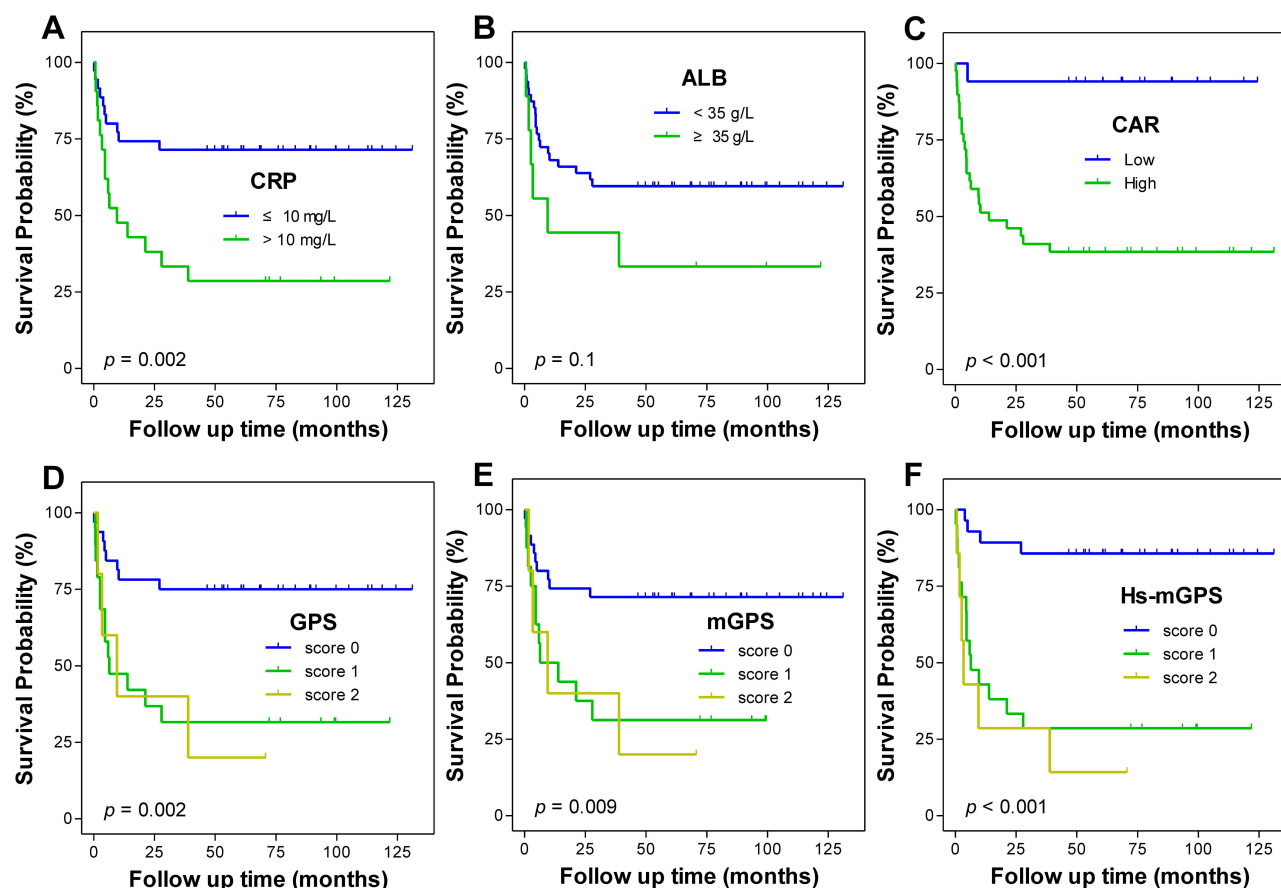 A
Survival Probability (%)
100
75
50
25
0
CRP
≤ 10 mg/L
> 10 mg/L
p = 0.002
0 25 50 75 100 125
Follow up time (months)
B
Survival Probability (%)
100
75
50
25
0
ALB
< 35 g/L
≥ 35 g/L
p = 0.1
0 25 50 75 100 125
Follow up time (months)
C
Survival Probability (%)
100
75
50
25
0
CAR
Low
High
p < 0.001
0 25 50 75 100 125
Follow up time (months)
D
Survival Probability (%)
100
75
50
25
0
GPS
score 0
score 1
score 2
p = 0.002
0 25 50 75 100 125
Follow up time (months)
E
Survival Probability (%)
100
75
50
25
0
mGPS
score 0
score 1
score 2
p = 0.009
0 25 50 75 100 125
Follow up time (months)
F
Survival Probability (%)
100
75
50
25
0
Hs-mGPS
score 0
score 1
score 2
p < 0.001
0 25 50 75 100 125
Follow up time (months)